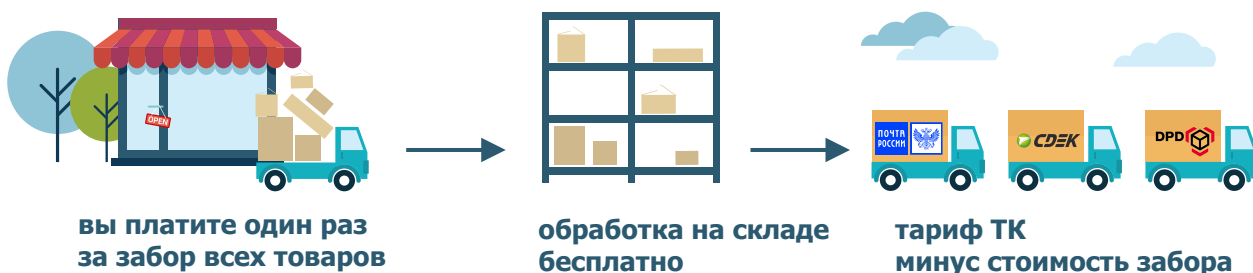 OPEN
ПОЧТА
РОССИИ
CDEK
DPD
вы платите один раз
за забор всех товаров
обработка на складе
бесплатно
тариф ТК
минус стоимость забора